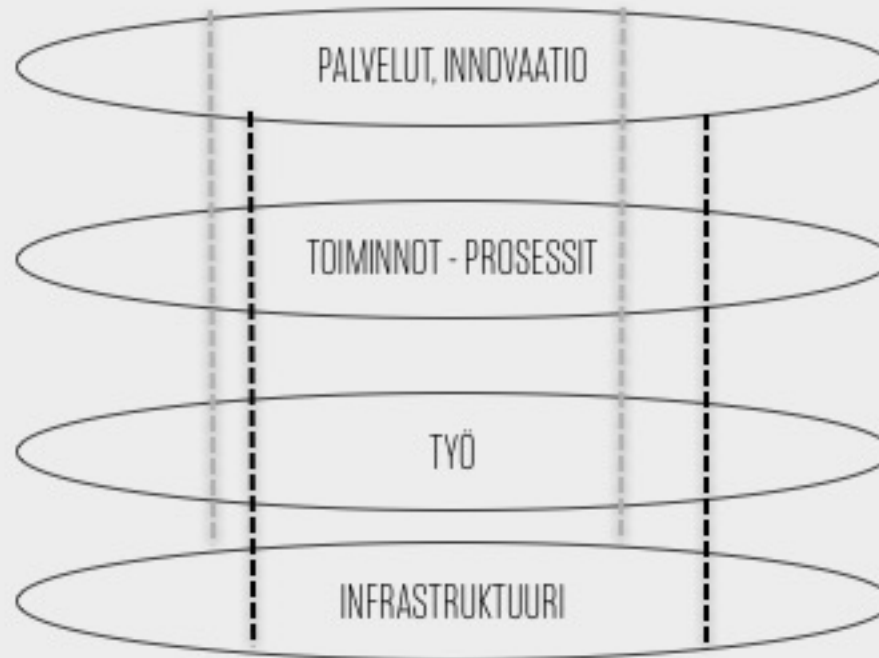 PALVELUT, INNOVAATIO
TOIMINNOT - PROSESSIT
TYÖ
INFRASTRUKTUURI